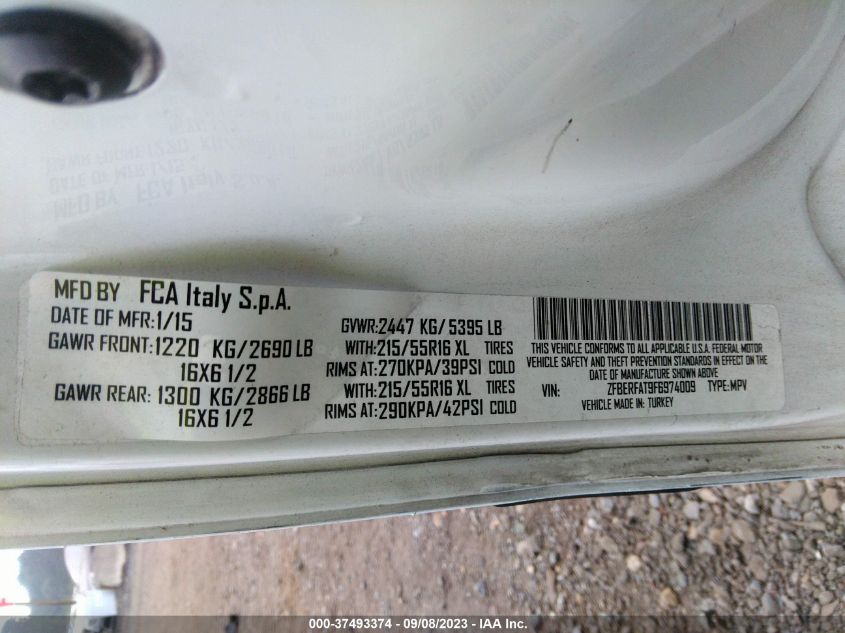 MFD BY FCA Italy S.p.A.
DATE OF MFR:1/15 GVWR:2447 KG/5395 LB
GAWR FRONT:1220 KG/2690 LB WITH:215/55R16 XL TIRES
16X6 1/2 RIMS AT:270KPA/39PSI COLD
GAWR REAR:1300 KG/2866 LB WITH:215/55R16 XL TIRES
16X6 1/2 RIMS AT:290KPA/42PSI COLD
THIS VEHICLE CONFORMS TO ALL APPLICABLE U.S.A. FEDERAL MOTOR
VEHICLE SAFETY AND THEFT PREVENTION STANDARDS IN EFFECT ON THE
DATE OF MANUFACTURE SHOWN ABOVE
VIN: ZFBERFAT9F6974009 TYPE:MPV
VEHICLE MADE IN: TURKEY
000-37493374 - 09/08/2023 - IAA Inc.